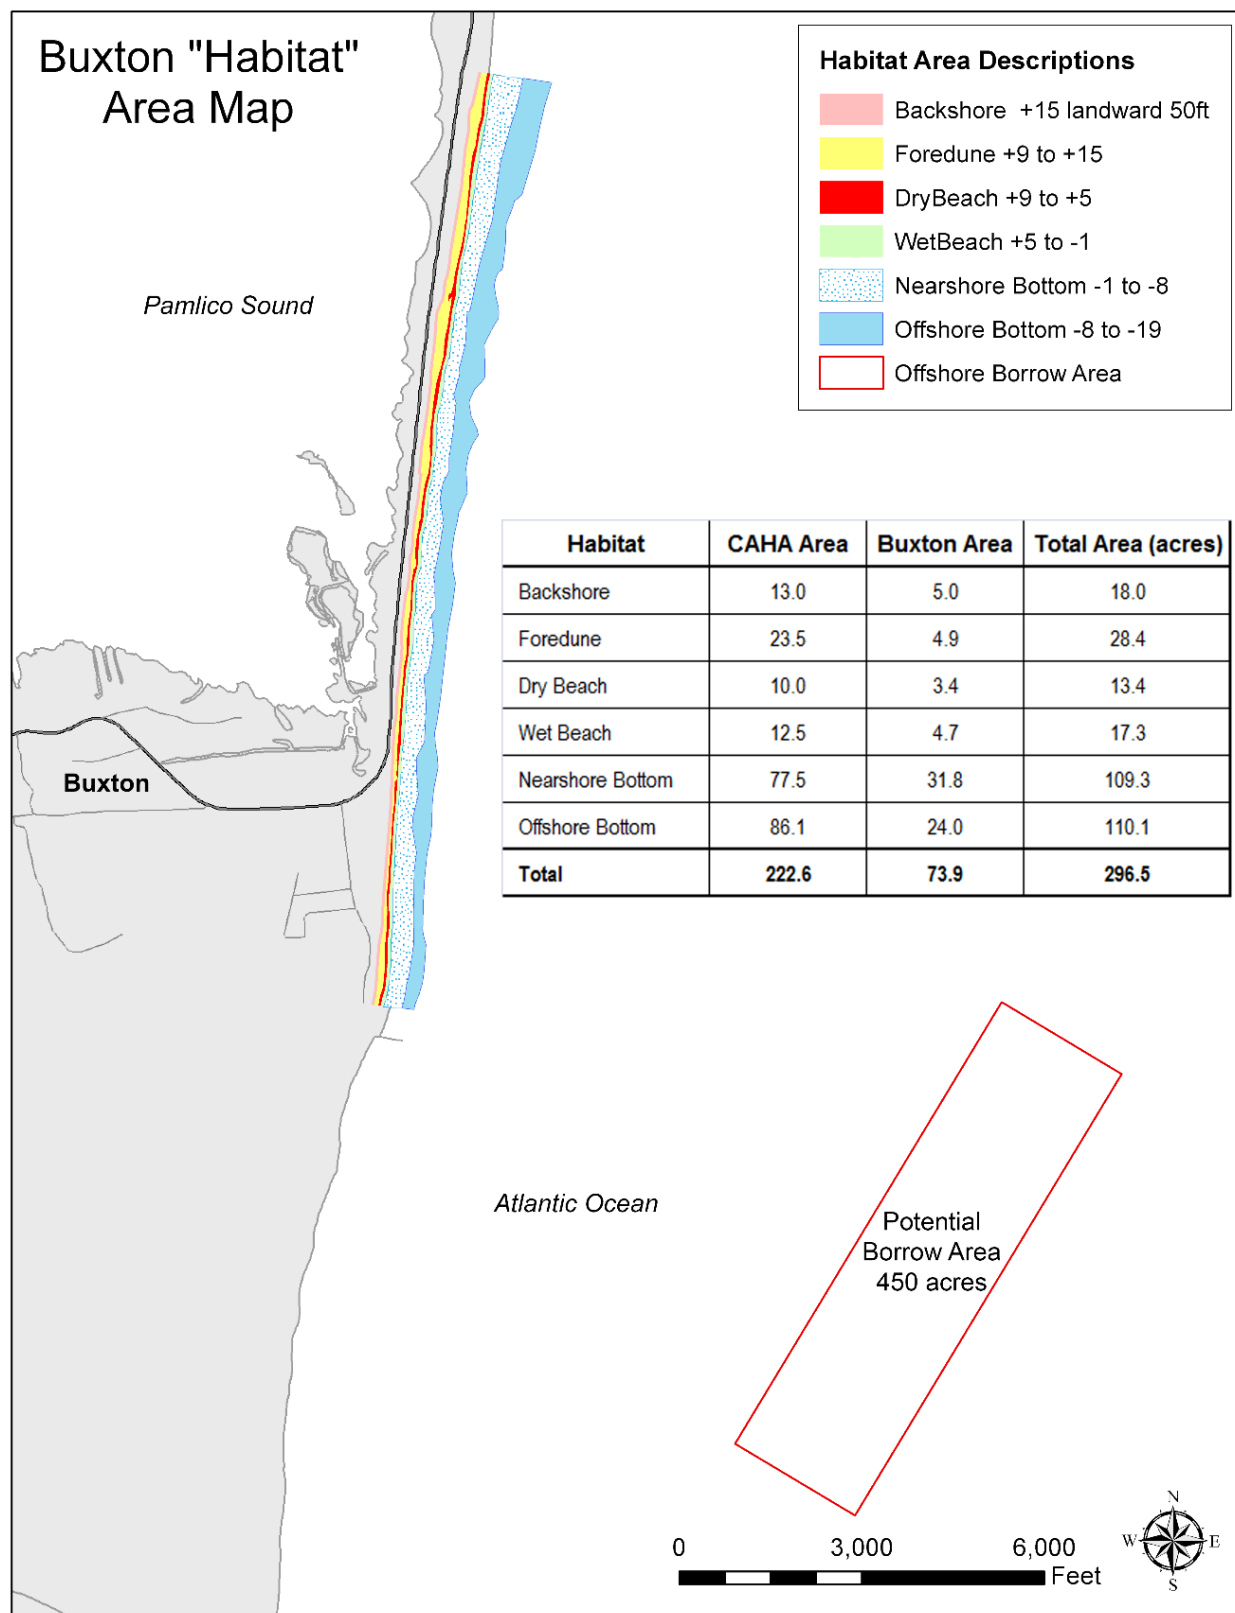 Buxton "Habitat"
Area Map
Habitat Area Descriptions
Backshore +15 landward 50ft
Foredune +9 to +15
DryBeach +9 to +5
WetBeach +5 to -1
Nearshore Bottom -1 to -8
Offshore Bottom -8 to -19
Offshore Borrow Area
Pamlico Sound
Habitat CAHA Area Buxton Area Total Area (acres)
Backshore 13.0 5.0 18.0
Foredune 23.5 4.9 28.4
Dry Beach 10.0 3.4 13.4
Wet Beach 12.5 4.7 17.3
Nearshore Bottom 77.5 31.8 109.3
Offshore Bottom 86.1 24.0 110.1
Total 222.6 73.9 296.5
Buxton
Atlantic Ocean
Potential
Borrow Area
450 acres
0 3,000 6,000
Feet
N
W E
S